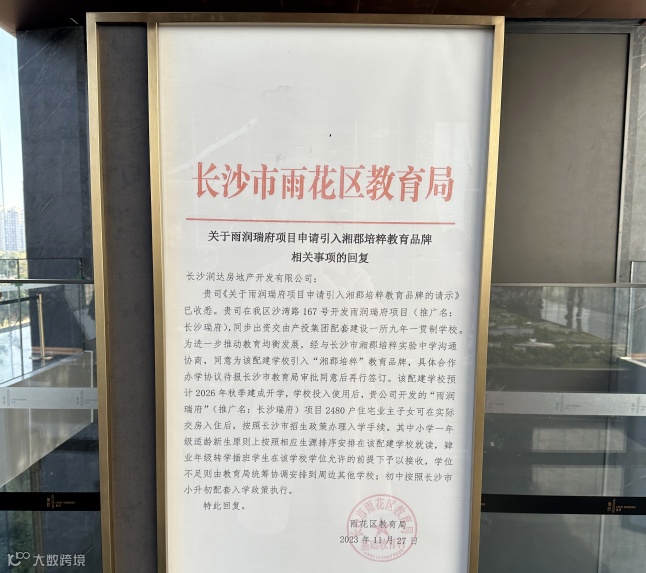 长沙市雨花区教育局
关于雨润瑞府项目申请引入湘郡培粹教育品牌
相关事项的回复
长沙润达房地产开发有限公司：
贵司《关于雨润瑞府项目申请引入湘郡培粹教育品牌的请示》
已收悉。贵司在我区沙湾路 167 号开发雨润瑞府项目（推广名：
长沙瑞府），同步出资交由产投集团配套建设一所九年一贯制学校。
为进一步推动教育均衡发展，经与长沙市湘郡培粹实验中学沟通
协商，同意为该配建学校引入“湘郡培粹”教育品牌，具体合作
办学协议待报长沙市教育局审批同意后再行签订。该配建学校预
计 2026 年秋季建成开学，学校投入使用后，贵公司开发的“雨润
瑞府”（推广名：长沙瑞府）项目 2480 户住宅业主子女可在实际
交房入住后，按照长沙市招生政策办理入学手续。其中小学一年
级适龄新生原则上按照相应生源排序安排在该配建学校就读，肄
业年级转学插班学生在该学校学位允许的前提下予以接收，学位
不足则由教育局统筹协调安排到周边其他学校；初中按照长沙市
小升初配套入学政策执行。
特此回复。
雨花区教育局
2023 年 11 月 27 日
大数跨境